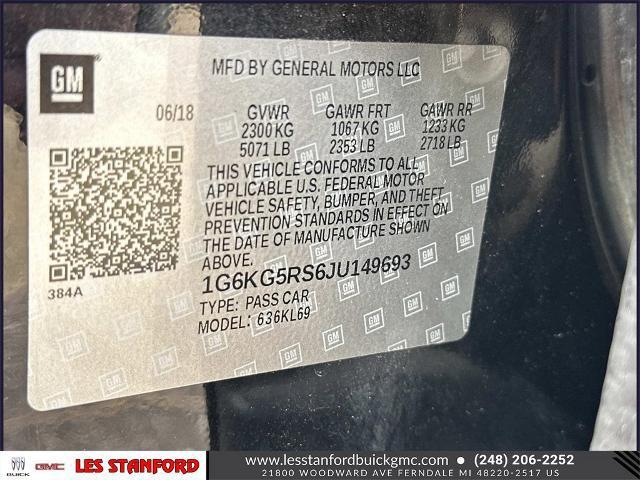 GM
MFD BY GENERAL MOTORS LLC
06/18
GVWR GAWR FRT GAWR RR
2300 KG 1067 KG 1233 KG
5071 LB 2353 LB 2718 LB
THIS VEHICLE CONFORMS TO ALL
APPLICABLE U.S. FEDERAL MOTOR
VEHICLE SAFETY, BUMPER, AND THEFT
PREVENTION STANDARDS IN EFFECT ON
THE DATE OF MANUFACTURE SHOWN
ABOVE.
384A
1G6KG5RS6JU149693
TYPE: PASS CAR
MODEL: 636KL69
BUICK GMC LES STANFORD
www.lesstanfordbuickgmc.com • (248) 206-2252
21800 WOODWARD AVE FERNDALE MI 48220-2517 US